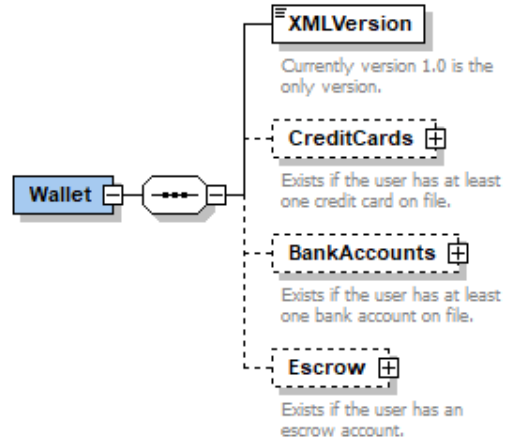 XMLVersion
Currently version 1.0 is the
only version.
CreditCards
Exists if the user has at least
one credit card on file.
Wallet
BankAccounts
Exists if the user has at least
one bank account on file.
Escrow
Exists if the user has an
escrow account.